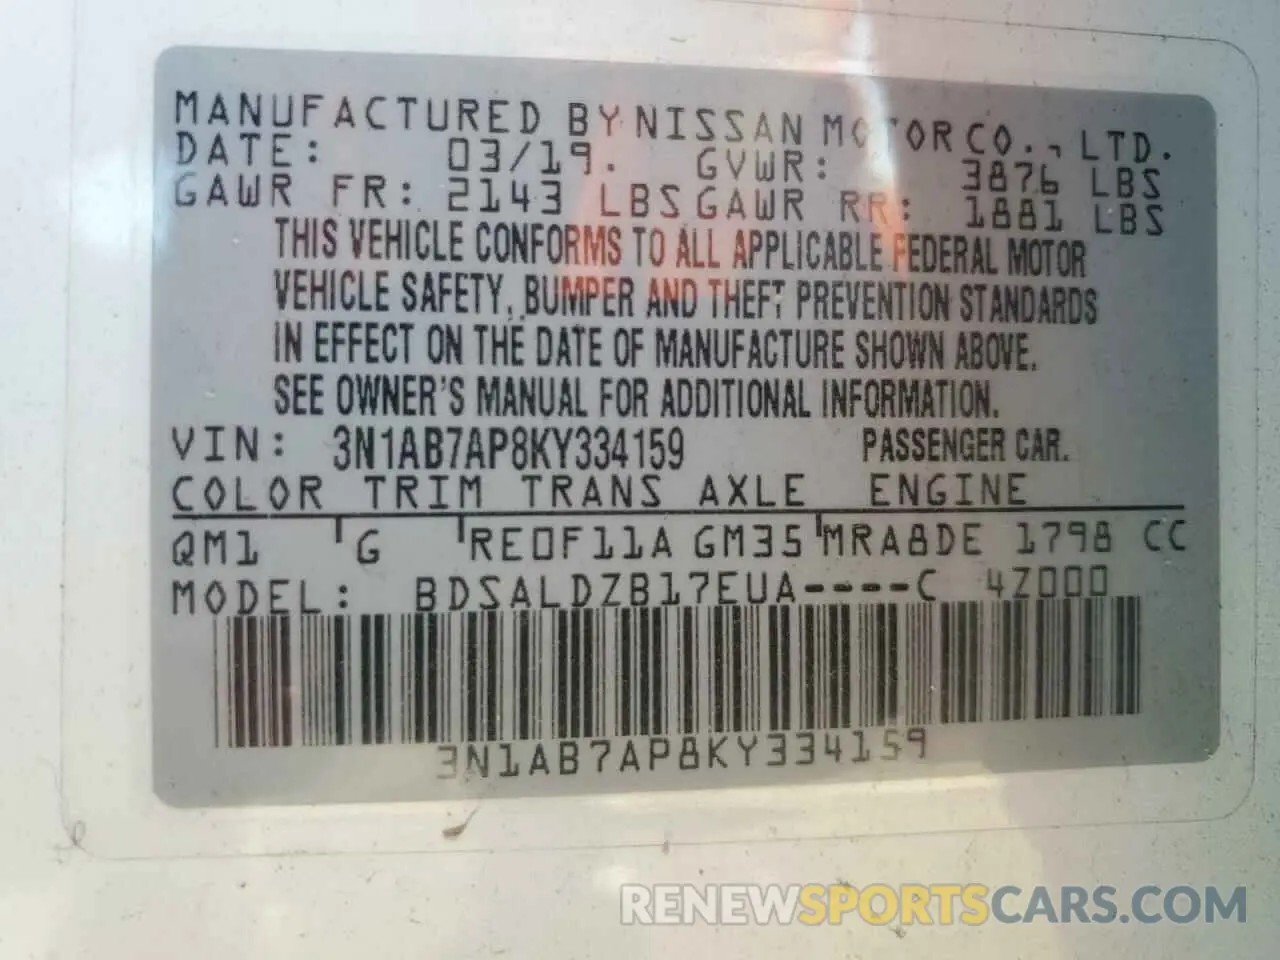 MANUFACTURED BY NISSAN MOTOR CO., LTD.
DATE: 03/19. GVWR: 3876 LBS
GAWR FR: 2143 LBS GAWR RR: 1881 LBS
THIS VEHICLE CONFORMS TO ALL APPLICABLE FEDERAL MOTOR
VEHICLE SAFETY, BUMPER AND THEFT PREVENTION STANDARDS
IN EFFECT ON THE DATE OF MANUFACTURE SHOWN ABOVE.
SEE OWNER'S MANUAL FOR ADDITIONAL INFORMATION.
VIN: 3N1AB7AP8KY334159 PASSENGER CAR.
COLOR TRIM TRANS AXLE ENGINE
QM1 G RE0F11A GM35 MRA8DE 1798 CC
MODEL: BDSALDZB17EUA----C 4Z000
3N1AB7AP8KY334159
RENEWSPORTSCARS.COM